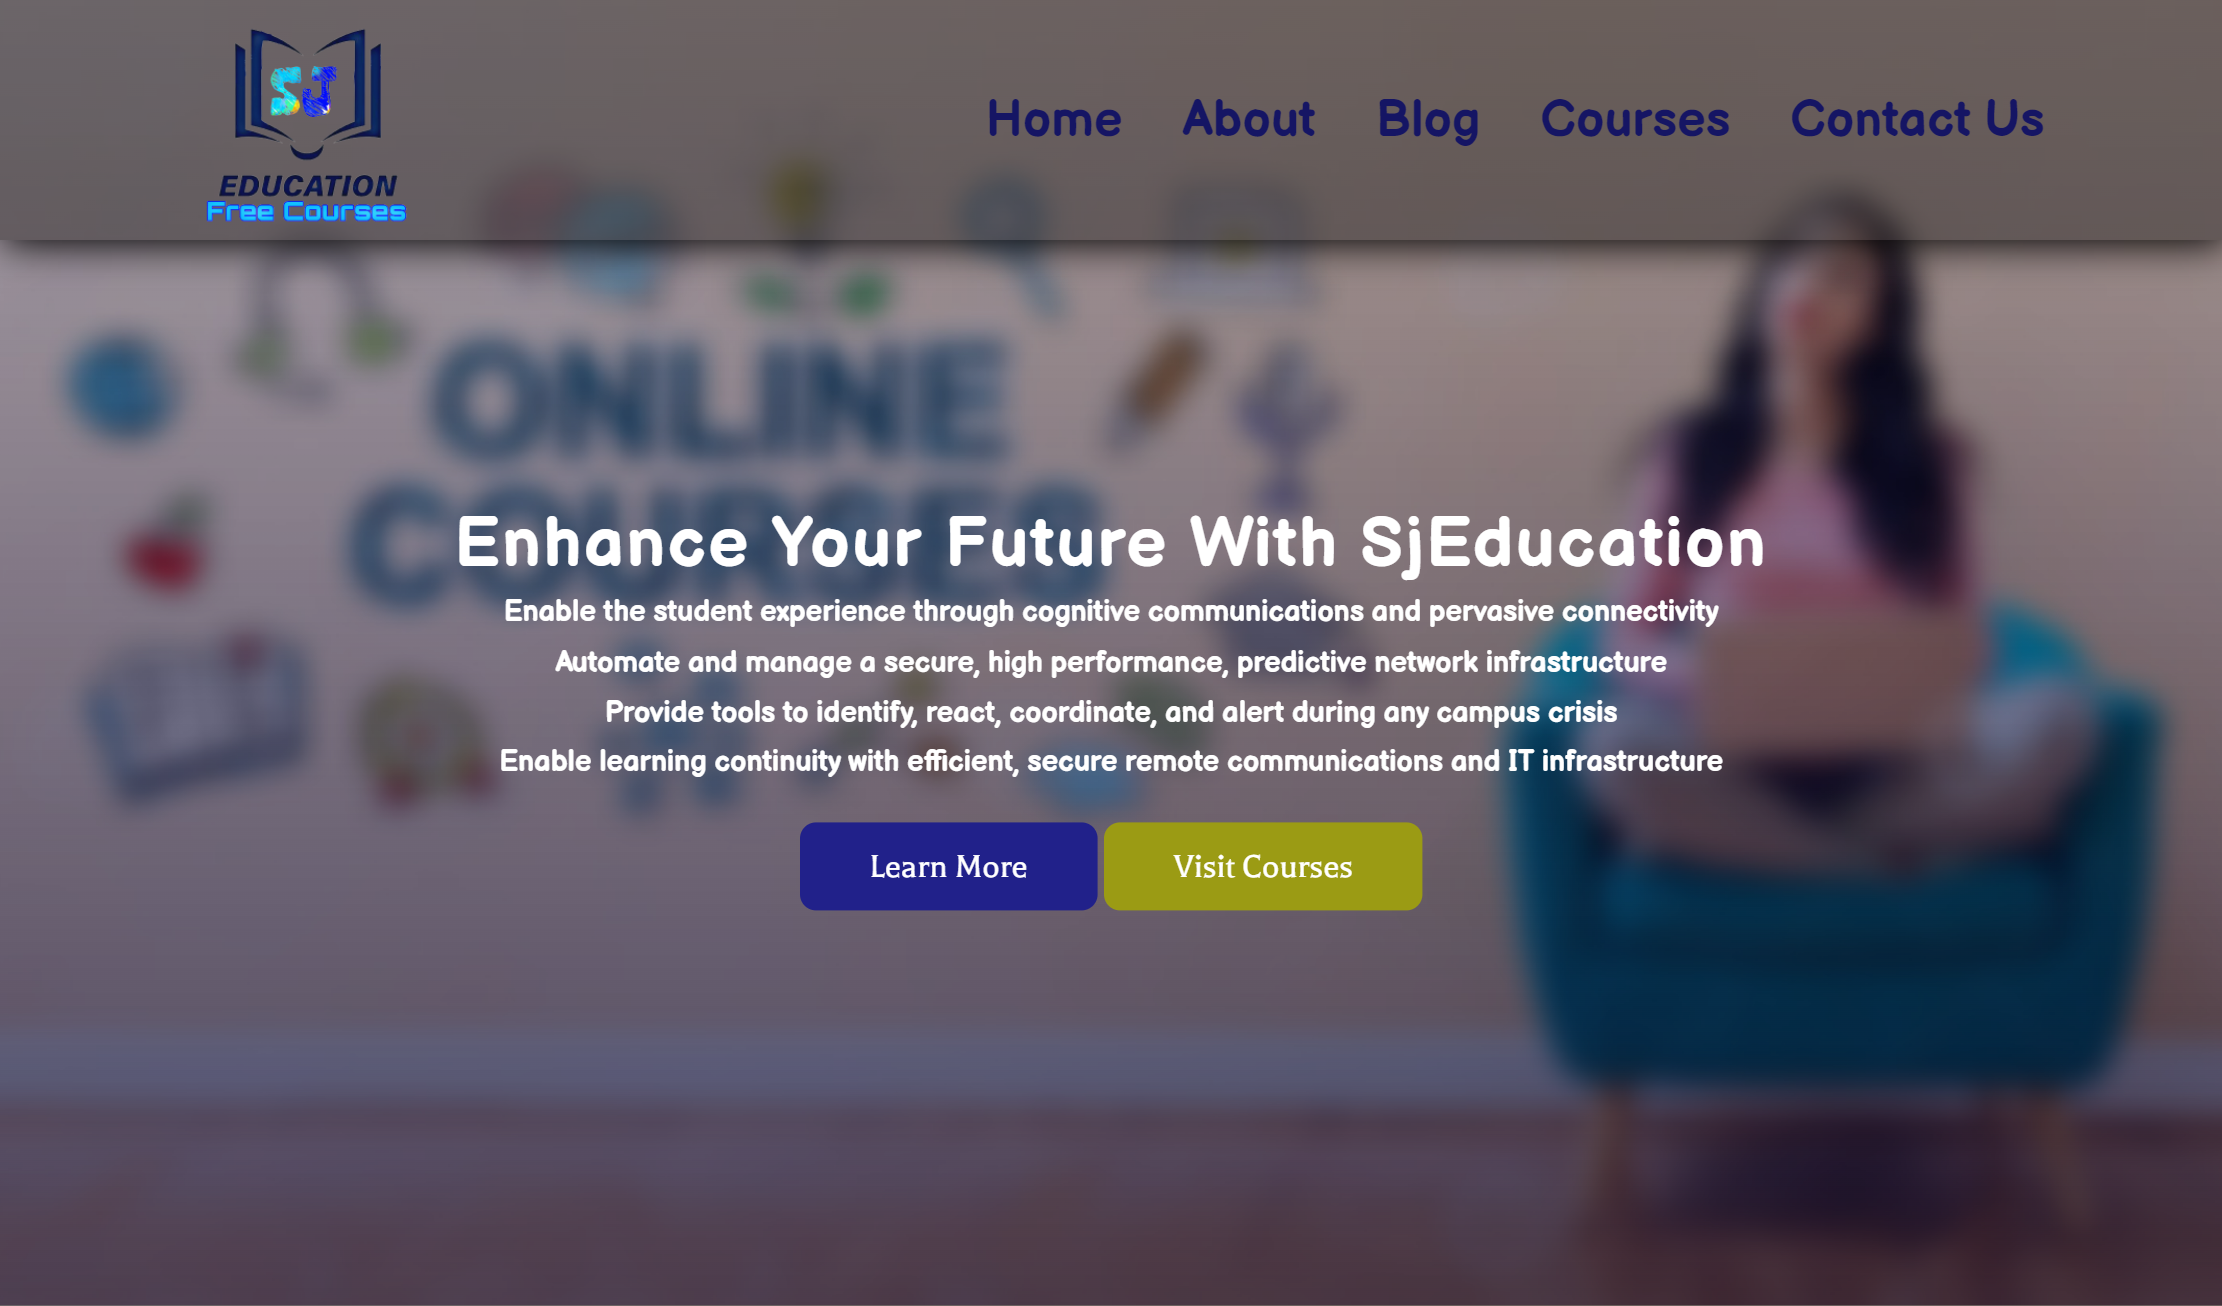 SJ
EDUCATION
Free Courses
Home About Blog Courses Contact Us
ONLINE
COURSES
Enhance Your Future With SjEducation
Enable the student experience through cognitive communications and pervasive connectivity
Automate and manage a secure, high performance, predictive network infrastructure
Provide tools to identify, react, coordinate, and alert during any campus crisis
Enable learning continuity with efficient, secure remote communications and IT infrastructure
Learn More Visit Courses